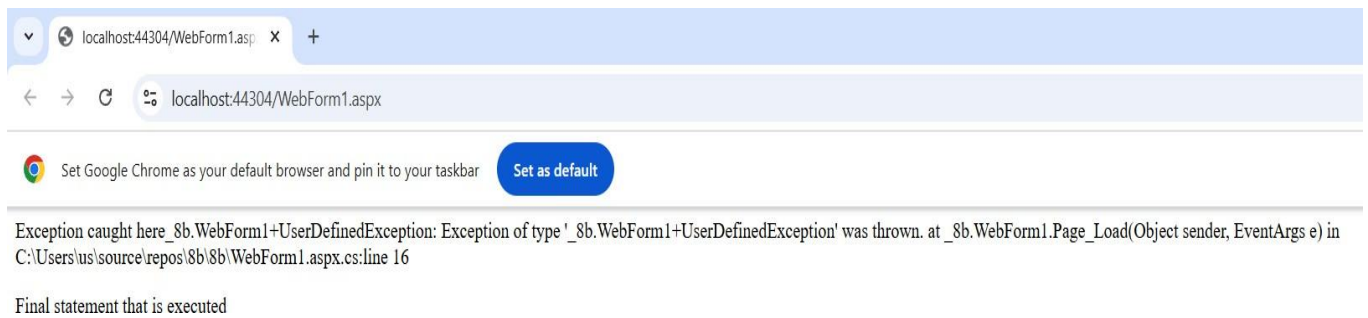 localhost:44304/WebForm1.asp
localhost:44304/WebForm1.aspx
Set Google Chrome as your default browser and pin it to your taskbar Set as default
Exception caught here_8b.WebForm1+UserDefinedException: Exception of type '_8b.WebForm1+UserDefinedException' was thrown. at _8b.WebForm1.Page_Load(Object sender, EventArgs e) in
C:\Users\us\source\repos\8b\8b\WebForm1.aspx.cs:line 16
Final statement that is executed